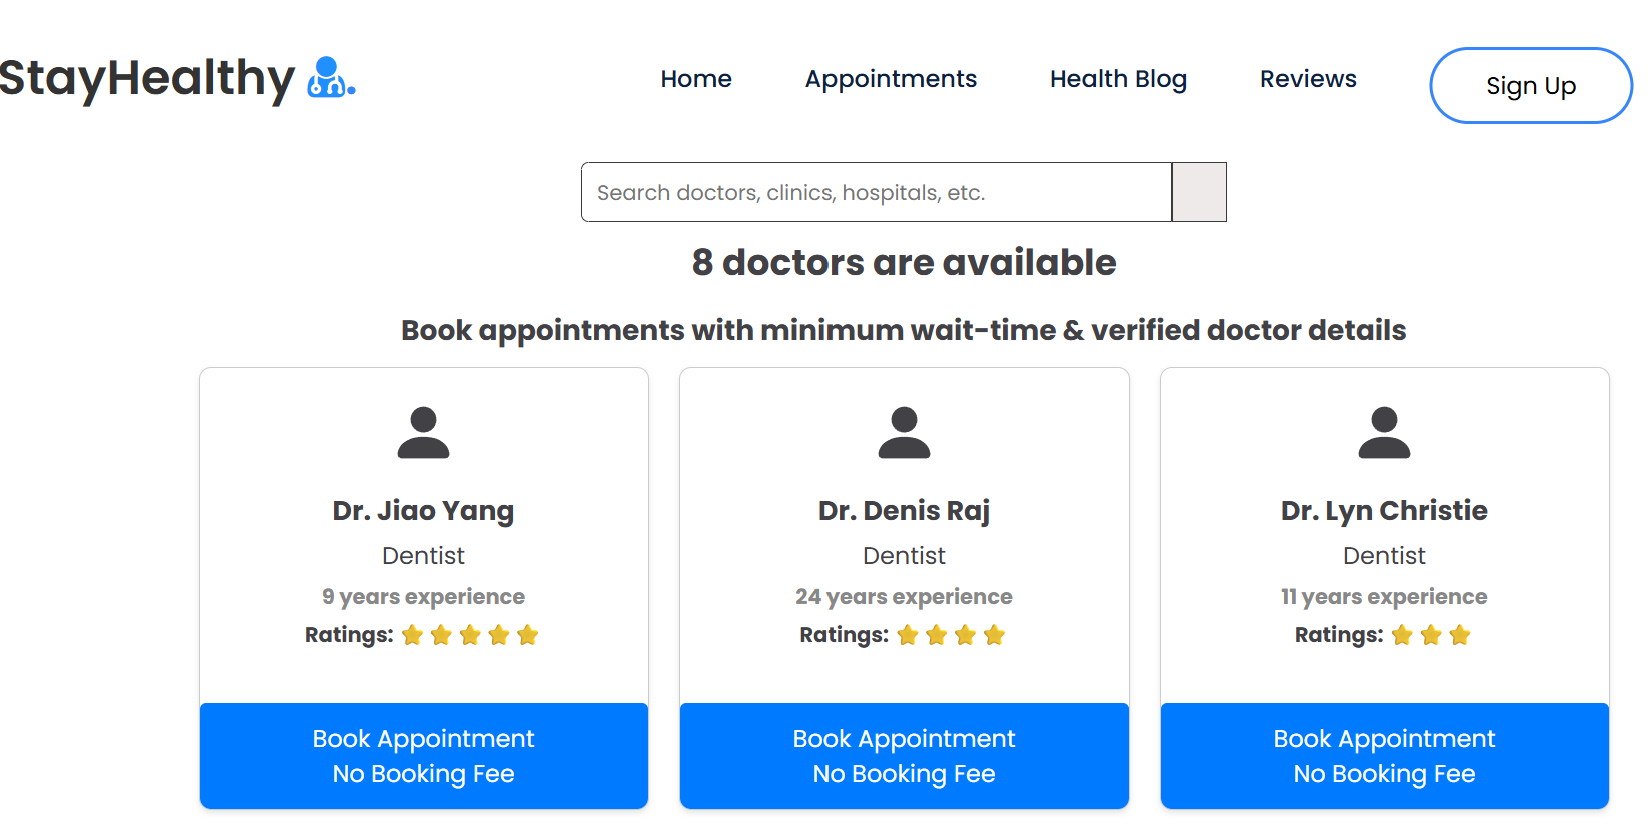 StayHealthy
Home Appointments Health Blog Reviews Sign Up
Search doctors, clinics, hospitals, etc.
8 doctors are available
Book appointments with minimum wait-time & verified doctor details
Dr. Jiao Yang
Dentist
9 years experience
Ratings:
Book Appointment
No Booking Fee
Dr. Denis Raj
Dentist
24 years experience
Ratings:
Book Appointment
No Booking Fee
Dr. Lyn Christie
Dentist
11 years experience
Ratings:
Book Appointment
No Booking Fee